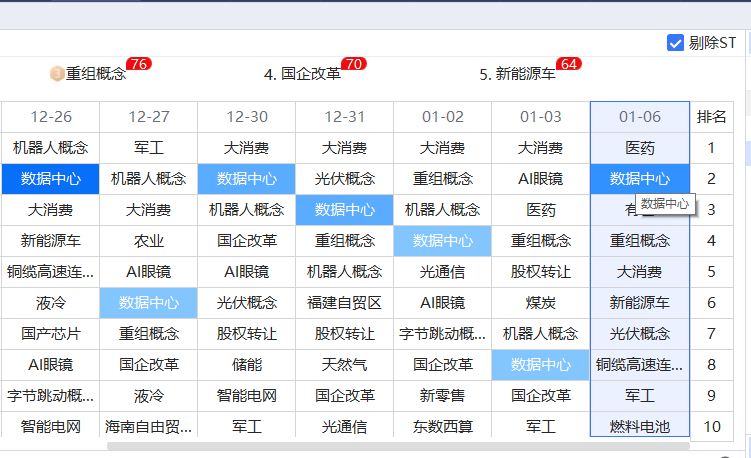 剔除ST
重组概念 76 4. 国企改革 70 5. 新能源车 64
12-26 12-27 12-30 12-31 01-02 01-03 01-06 排名
机器人概念 军工 大消费 大消费 大消费 大消费 医药 1
数据中心 机器人概念 数据中心 光伏概念 重组概念 AI眼镜 数据中心 2
大消费 大消费 机器人概念 数据中心 机器人概念 医药 数据中心 3
新能源车 农业 国企改革 重组概念 数据中心 重组概念 重组概念 4
铜缆高速连... AI眼镜 AI眼镜 机器人概念 光通信 股权转让 大消费 5
液冷 数据中心 光伏概念 福建自贸区 AI眼镜 煤炭 新能源车 6
国产芯片 重组概念 股权转让 股权转让 字节跳动概... 机器人概念 光伏概念 7
AI眼镜 国企改革 储能 天然气 国企改革 数据中心 铜缆高速连... 8
字节跳动概... 液冷 智能电网 国企改革 新零售 国企改革 军工 9
智能电网 海南自由贸... 军工 光通信 东数西算 军工 燃料电池 10